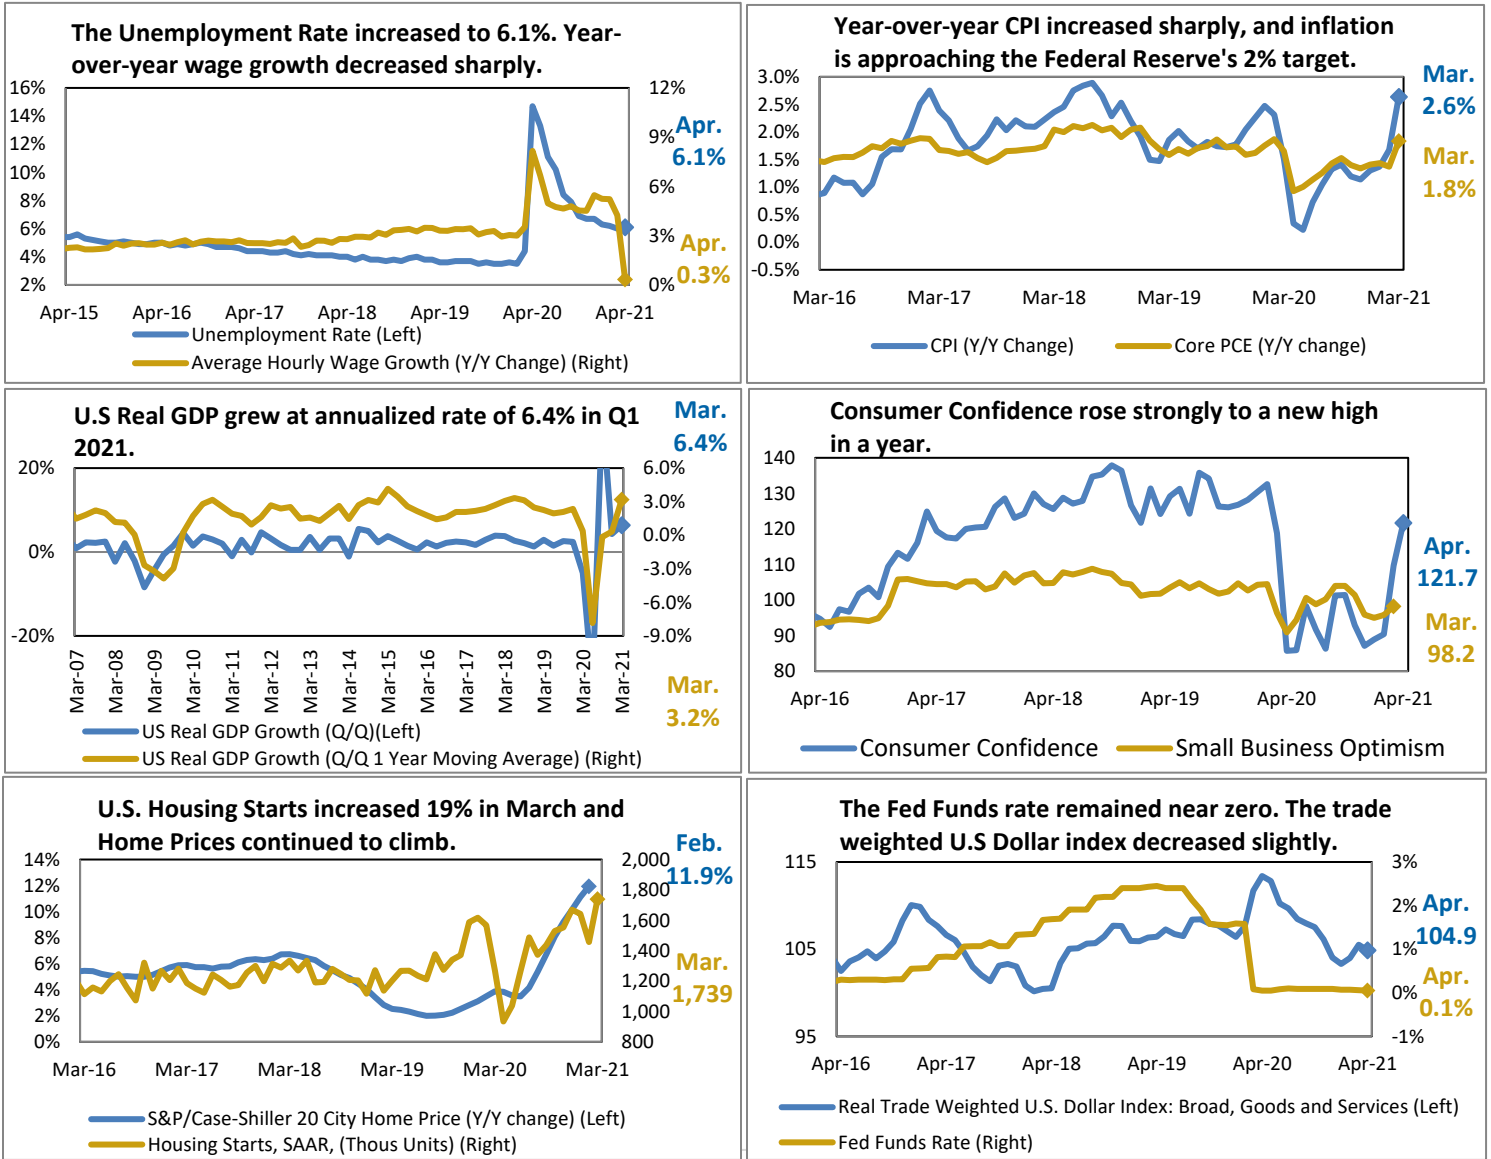 The Unemployment Rate increased to 6.1%. Year-
over-year wage growth decreased sharply.
16%
14%
12%
10%
8%
6%
4%
2%
12%
9%
6%
3%
0%
Apr.
6.1%
Apr.
0.3%
Apr-15 Apr-16 Apr-17 Apr-18 Apr-19 Apr-20 Apr-21
Unemployment Rate (Left)
Average Hourly Wage Growth (Y/Y Change) (Right)
Year-over-year CPI increased sharply, and inflation
is approaching the Federal Reserve's 2% target.
3.0%
2.5%
2.0%
1.5%
1.0%
0.5%
0.0%
-0.5%
Mar.
2.6%
Mar.
1.8%
Mar-16 Mar-17 Mar-18 Mar-19 Mar-20 Mar-21
CPI (Y/Y Change) Core PCE (Y/Y change)
U.S Real GDP grew at annualized rate of 6.4% in Q1
2021.
20%
0%
-20%
6.0%
3.0%
0.0%
-3.0%
-6.0%
-9.0%
Mar.
6.4%
Mar.
3.2%
Mar-07 Mar-08 Mar-09 Mar-10 Mar-11 Mar-12 Mar-13 Mar-14 Mar-15 Mar-16 Mar-17 Mar-18 Mar-19 Mar-20 Mar-21
US Real GDP Growth (Q/Q)(Left)
US Real GDP Growth (Q/Q 1 Year Moving Average) (Right)
Consumer Confidence rose strongly to a new high
in a year.
140
130
120
110
100
90
80
Apr.
121.7
Mar.
98.2
Apr-16 Apr-17 Apr-18 Apr-19 Apr-20 Apr-21
Consumer Confidence Small Business Optimism
U.S. Housing Starts increased 19% in March and
Home Prices continued to climb.
14%
12%
10%
8%
6%
4%
2%
0%
2,000
1,800
1,600
1,400
1,200
1,000
800
Feb.
11.9%
Mar.
1,739
Mar-16 Mar-17 Mar-18 Mar-19 Mar-20 Mar-21
S&P/Case-Shiller 20 City Home Price (Y/Y change) (Left)
Housing Starts, SAAR, (Thous Units) (Right)
The Fed Funds rate remained near zero. The trade
weighted U.S Dollar index decreased slightly.
115
105
95
3%
2%
1%
0%
-1%
Apr.
104.9
Apr.
0.1%
Apr-16 Apr-17 Apr-18 Apr-19 Apr-20 Apr-21
Real Trade Weighted U.S. Dollar Index: Broad, Goods and Services (Left)
Fed Funds Rate (Right)